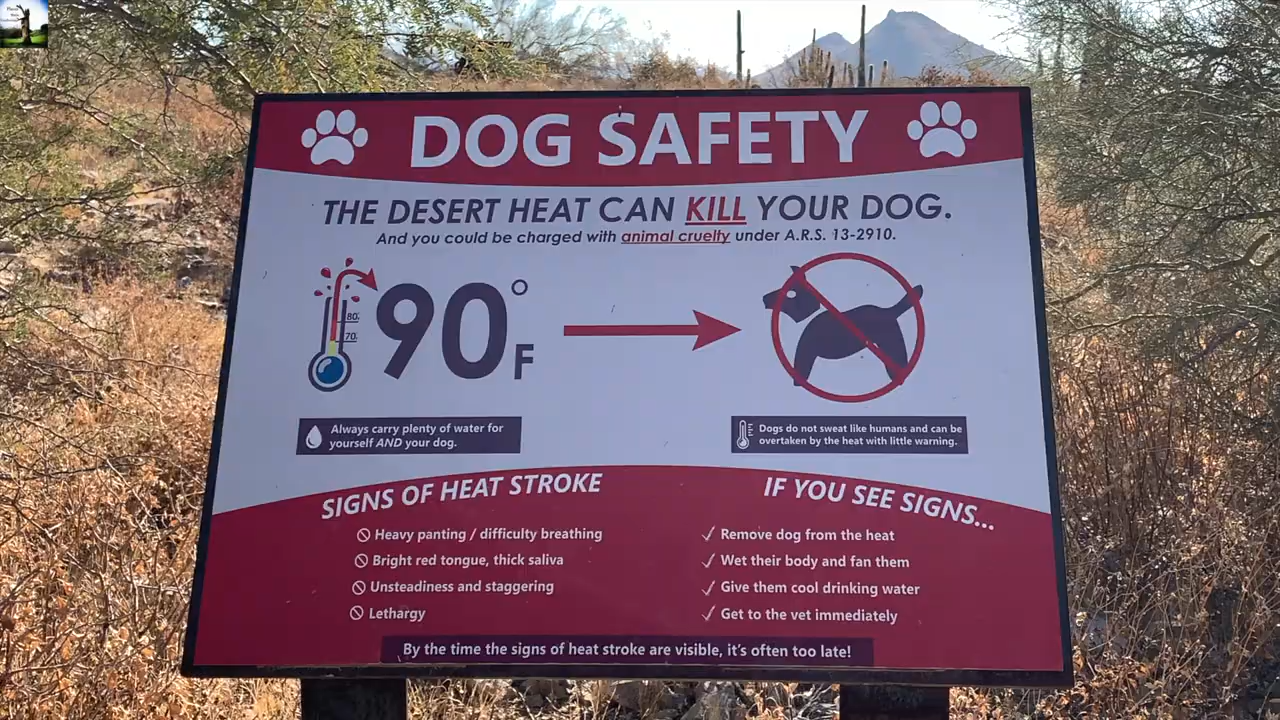 DOG SAFETY
THE DESERT HEAT CAN KILL YOUR DOG.
And you could be charged with animal cruelty under A.R.S. 13-2910.
80°
70°
90°F
Always carry plenty of water for
yourself AND your dog.
Dogs do not sweat like humans and can be
overtaken by the heat with little warning.
SIGNS OF HEAT STROKE
Heavy panting / difficulty breathing
Bright red tongue, thick saliva
Unsteadiness and staggering
Lethargy
IF YOU SEE SIGNS...
Remove dog from the heat
Wet their body and fan them
Give them cool drinking water
Get to the vet immediately
By the time the signs of heat stroke are visible, it's often too late!